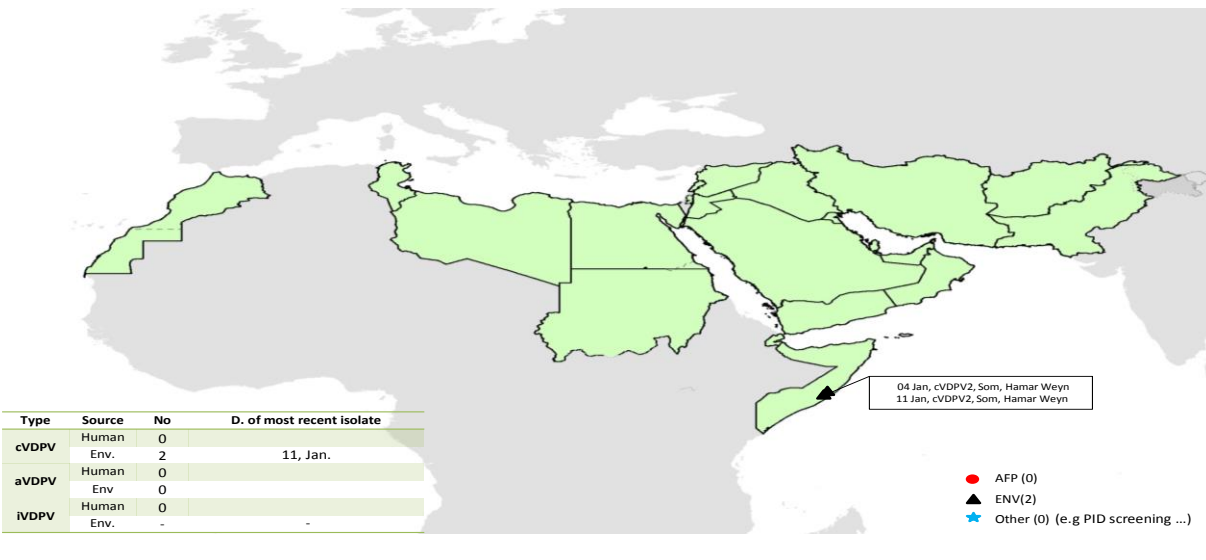 04 Jan, cVDPV2, Som, Hamar Weyn
11 Jan, cVDPV2, Som, Hamar Weyn
Type Source No D. of most recent isolate
cVDPV
Human 0
Env. 2 11, Jan.
aVDPV
Human 0
Env 0
iVDPV
Human 0
Env. - -
AFP (0)
ENV(2)
Other (0) (e.g PID screening ...)